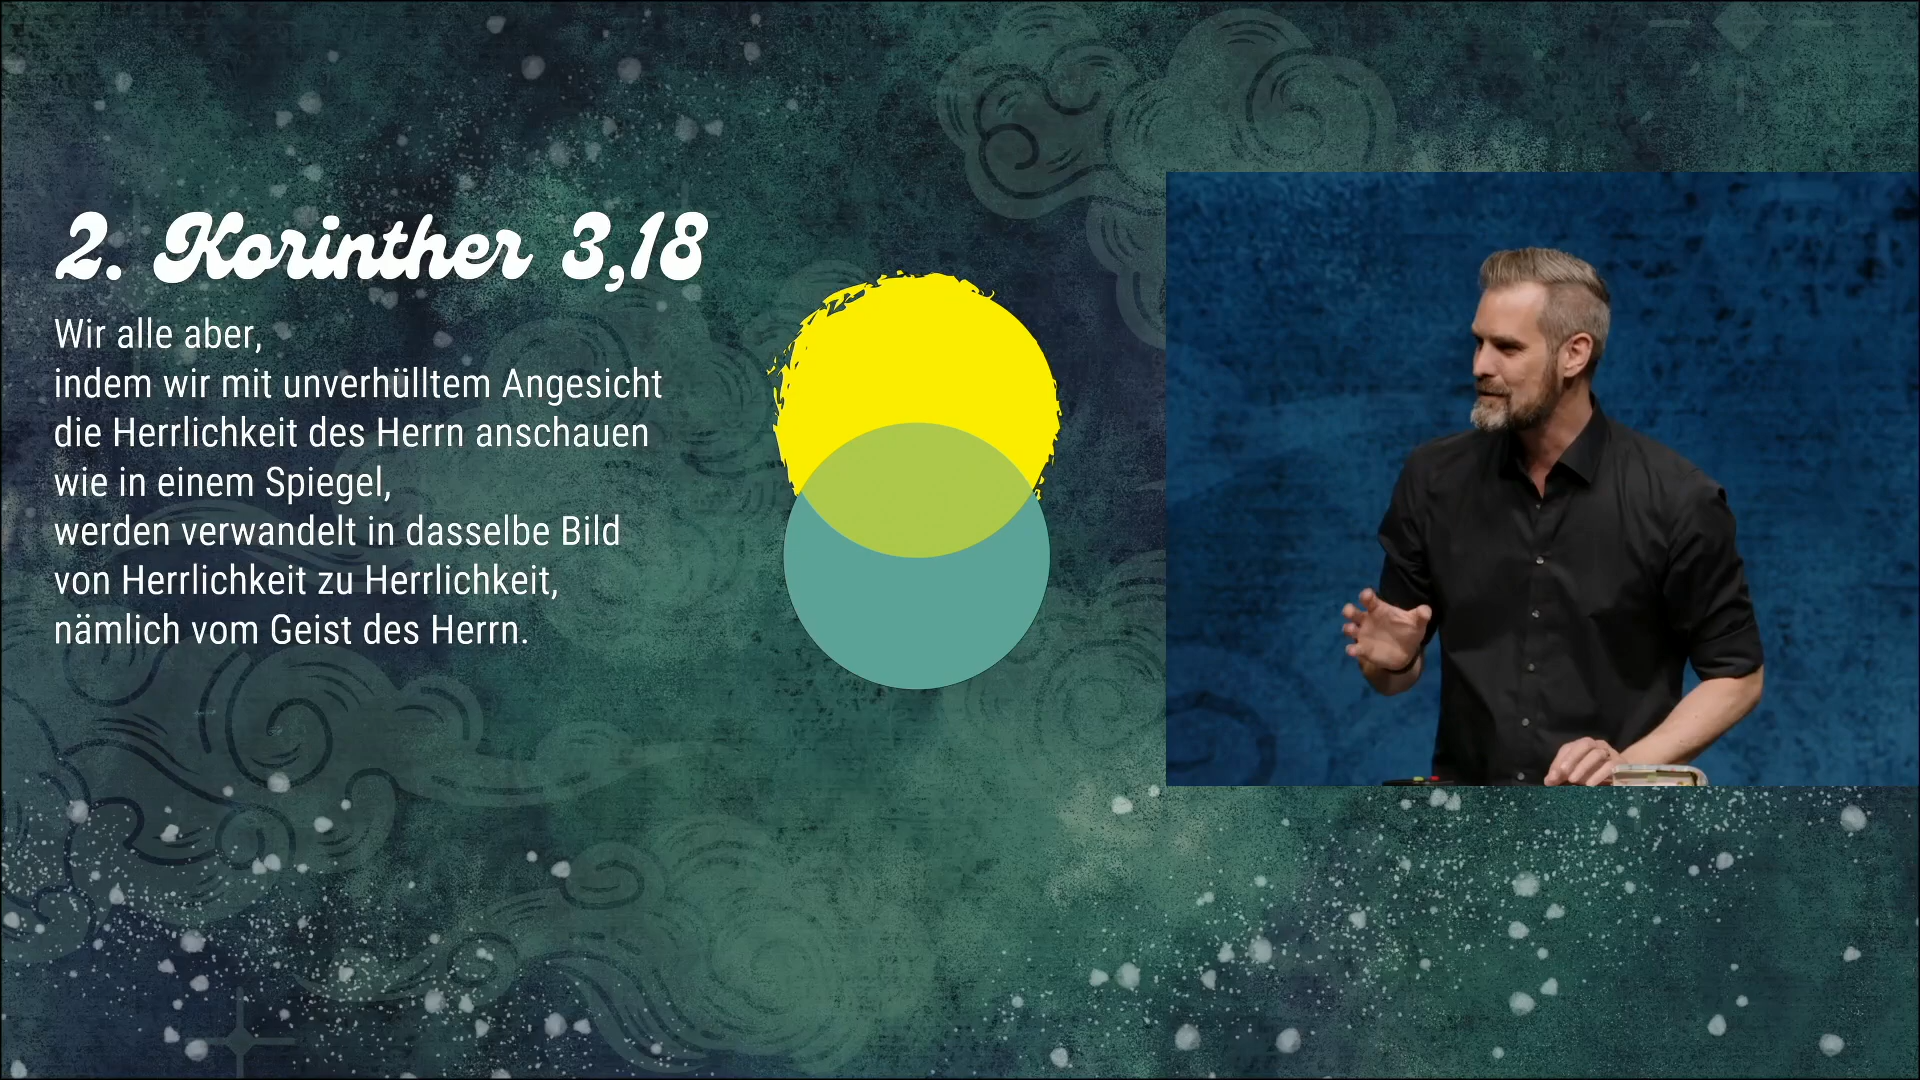 2. Korinther 3,18
Wir alle aber,
indem wir mit unverhülltem Angesicht
die Herrlichkeit des Herrn anschauen
wie in einem Spiegel,
werden verwandelt in dasselbe Bild
von Herrlichkeit zu Herrlichkeit,
nämlich vom Geist des Herrn.